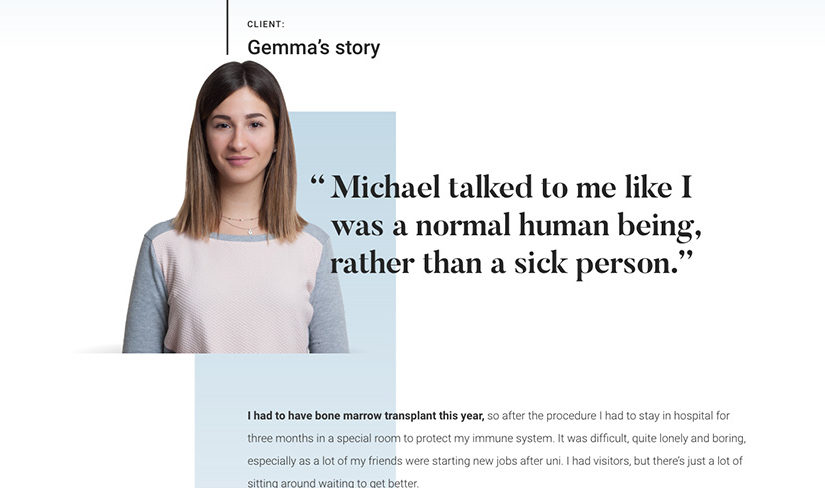 CLIENT:
Gemma’s story
“ Michael talked to me like I
was a normal human being,
rather than a sick person.”
I had to have bone marrow transplant this year, so after the procedure I had to stay in hospital for
three months in a special room to protect my immune system. It was difficult, quite lonely and boring,
especially as a lot of my friends were starting new jobs after uni. I had visitors, but there’s just a lot of
sitting around waiting to get better.